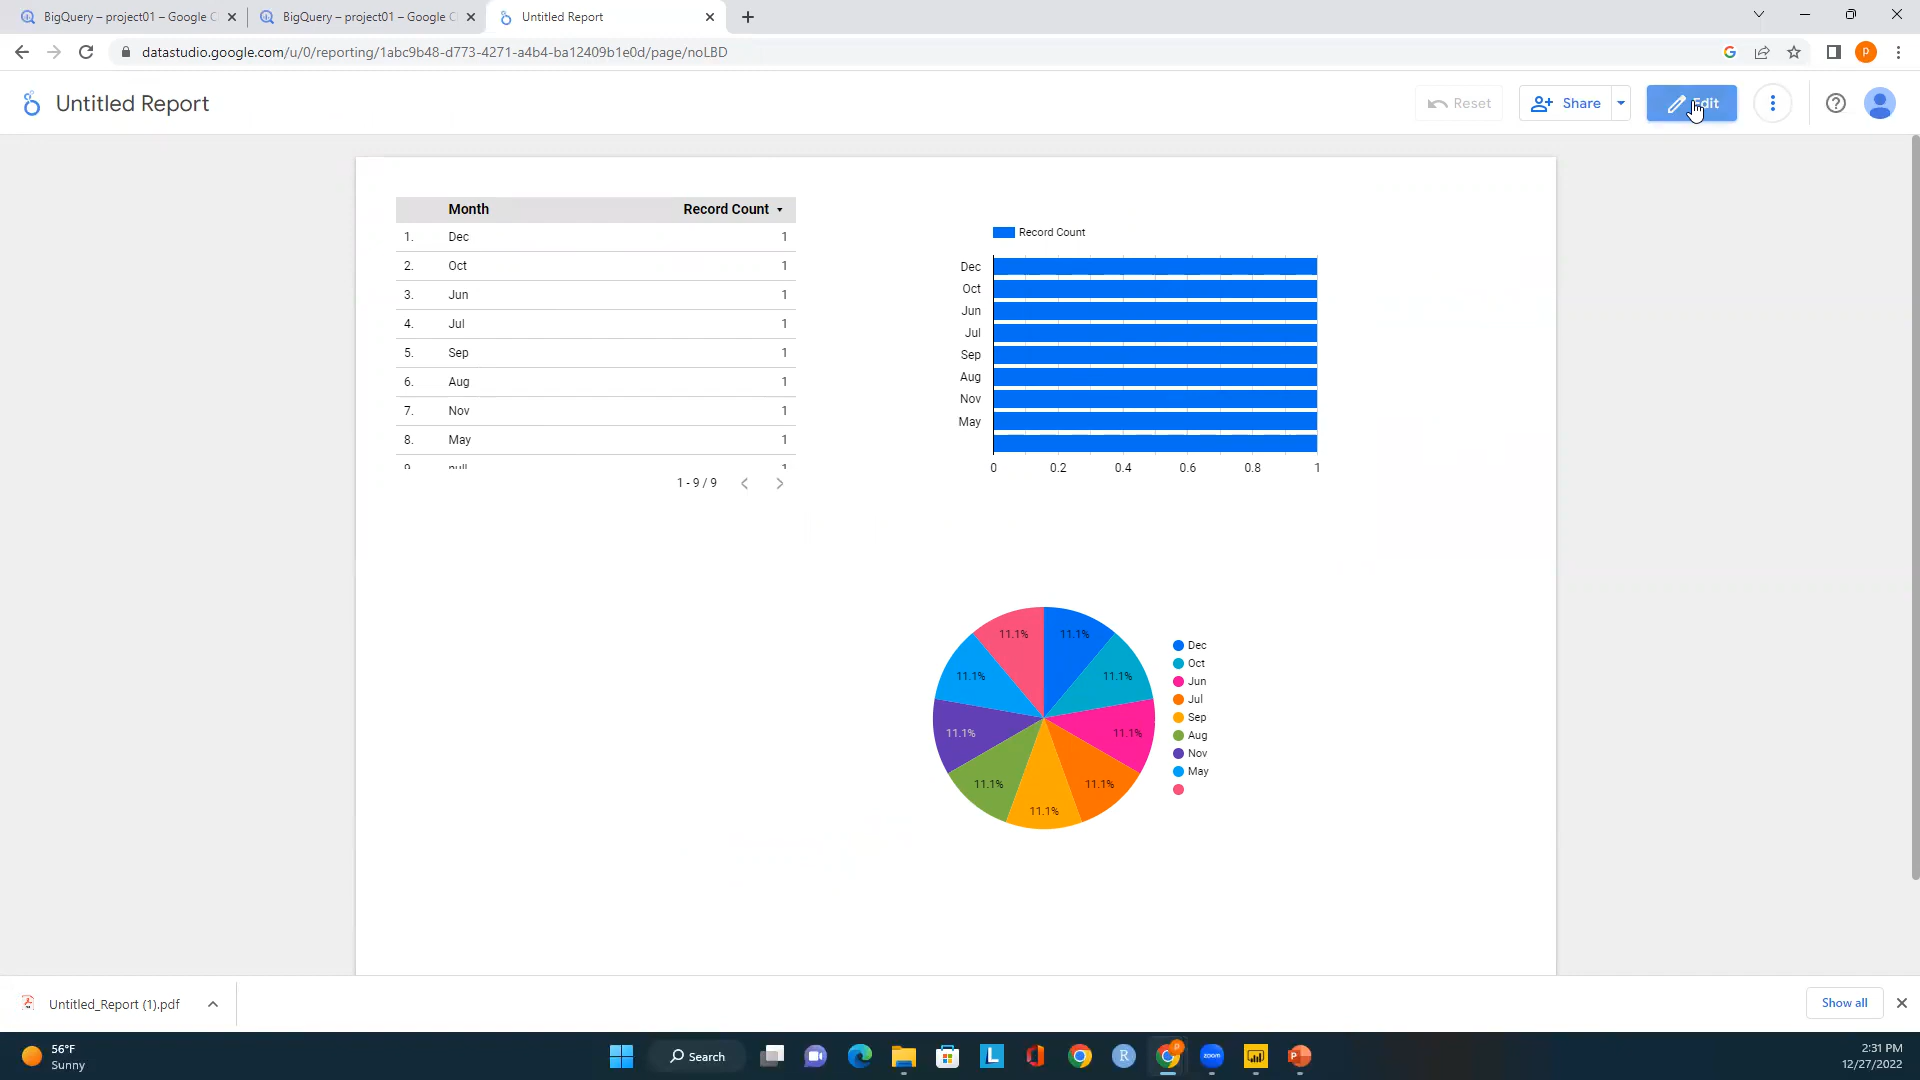 BigQuery – project01 – Google C
BigQuery – project01 – Google C
Untitled Report
datastudio.google.com/u/0/reporting/1abc9b48-d773-4271-a4b4-ba12409b1e0d/page/noLBD
P
Untitled Report
Reset
Share
Edit
Month Record Count
1. Dec 1
2. Oct 1
3. Jun 1
4. Jul 1
5. Sep 1
6. Aug 1
7. Nov 1
8. May 1
9. null 1
1 - 9 / 9
Record Count
Dec
Oct
Jun
Jul
Sep
Aug
Nov
May
0 0.2 0.4 0.6 0.8 1
11.1% 11.1%
11.1% 11.1%
11.1% 11.1%
11.1% 11.1%
11.1%
Dec
Oct
Jun
Jul
Sep
Aug
Nov
May
Untitled_Report (1).pdf
Show all
56°F
Sunny
Search
L
R
P
zoom
P
2:31 PM
12/27/2022